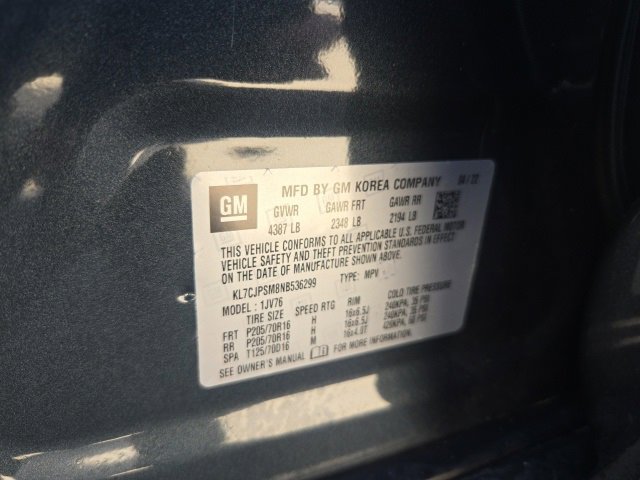 GM
MFD BY GM KOREA COMPANY 04 / 22
GVWR GAWR FRT GAWR RR
4387 LB 2348 LB 2194 LB
THIS VEHICLE CONFORMS TO ALL APPLICABLE U.S. FEDERAL MOTOR
VEHICLE SAFETY AND THEFT PREVENTION STANDARDS IN EFFECT
ON THE DATE OF MANUFACTURE SHOWN ABOVE.
KL7CJPSM8NB536299 TYPE: MPV
MODEL: 1JV76
TIRE SIZE SPEED RTG RIM COLD TIRE PRESSURE
FRT P205/70R16 H 16x6.5J 240KPA, 35 PSI
RR P205/70R16 H 16x6.5J 240KPA, 35 PSI
SPA T125/70D16 M 16x4.0T 420KPA, 60 PSI
SEE OWNER'S MANUAL FOR MORE INFORMATION.